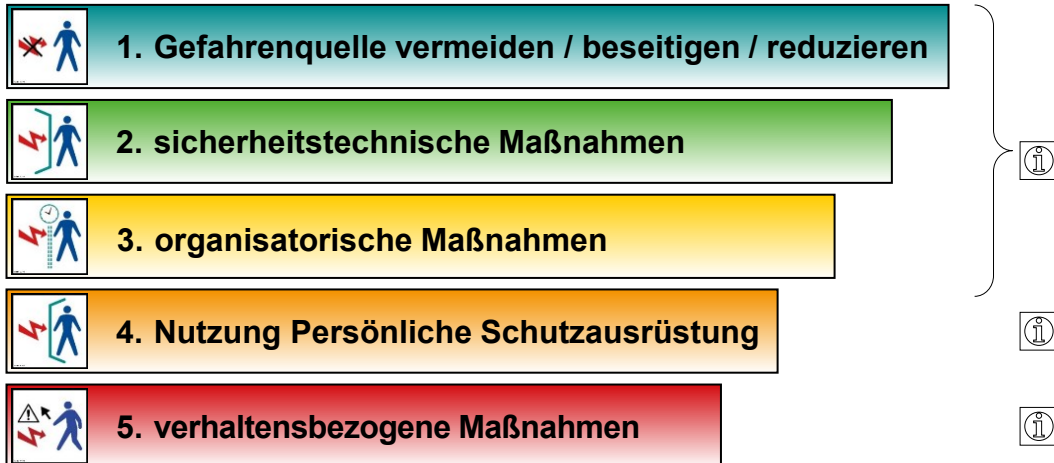 1. Gefahrenquelle vermeiden / beseitigen / reduzieren
2. sicherheitstechnische Maßnahmen
3. organisatorische Maßnahmen
4. Nutzung Persönliche Schutzausrüstung
5. verhaltensbezogene Maßnahmen